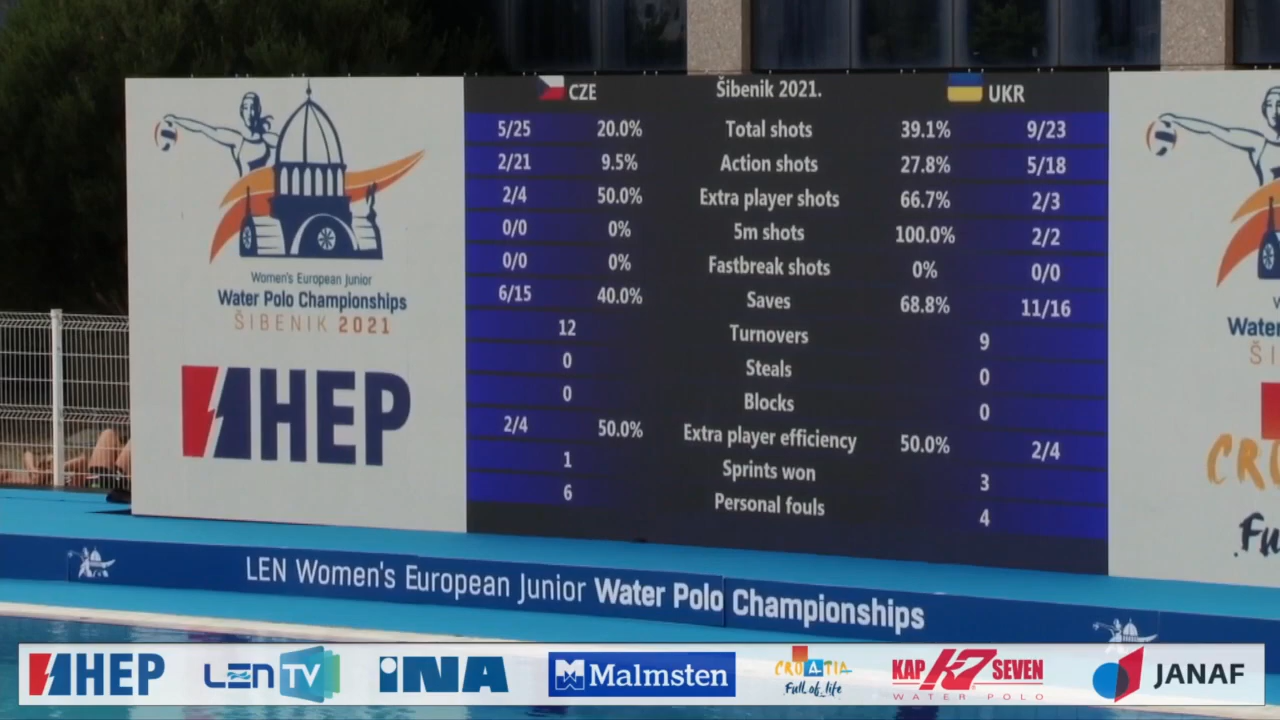 CZE Šibenik 2021. UKR
5/25 20.0% Total shots 39.1% 9/23
2/21 9.5% Action shots 27.8% 5/18
2/4 50.0% Extra player shots 66.7% 2/3
0/0 0% 5m shots 100.0% 2/2
0/0 0% Fastbreak shots 0% 0/0
6/15 40.0% Saves 68.8% 11/16
12 Turnovers 9
0 Steals 0
0 Blocks 0
2/4 50.0% Extra player efficiency 50.0% 2/4
1 Sprints won 3
6 Personal fouls 4
Women's European Junior
Water Polo Championships
ŠIBENIK 2021
HEP
LEN Women's European Junior Water Polo Championships
HEP
LEN TV
INA
Malmsten
CROATIA
Full of life
KAP K7 SEVEN
WATER POLO
JANAF